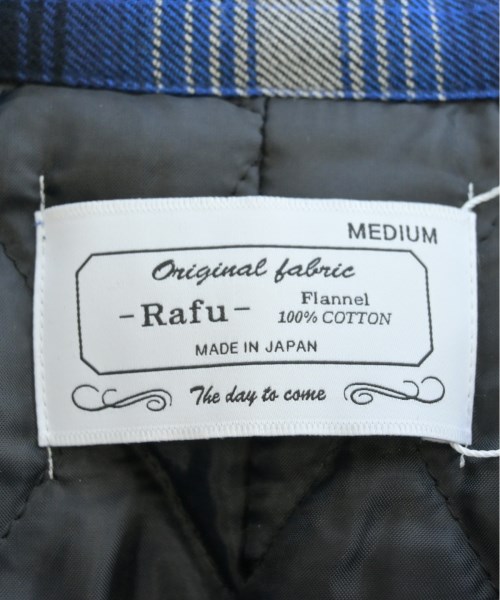 MEDIUM
Original fabric
-Rafu-
Flannel
100% COTTON
MADE IN JAPAN
The day to come